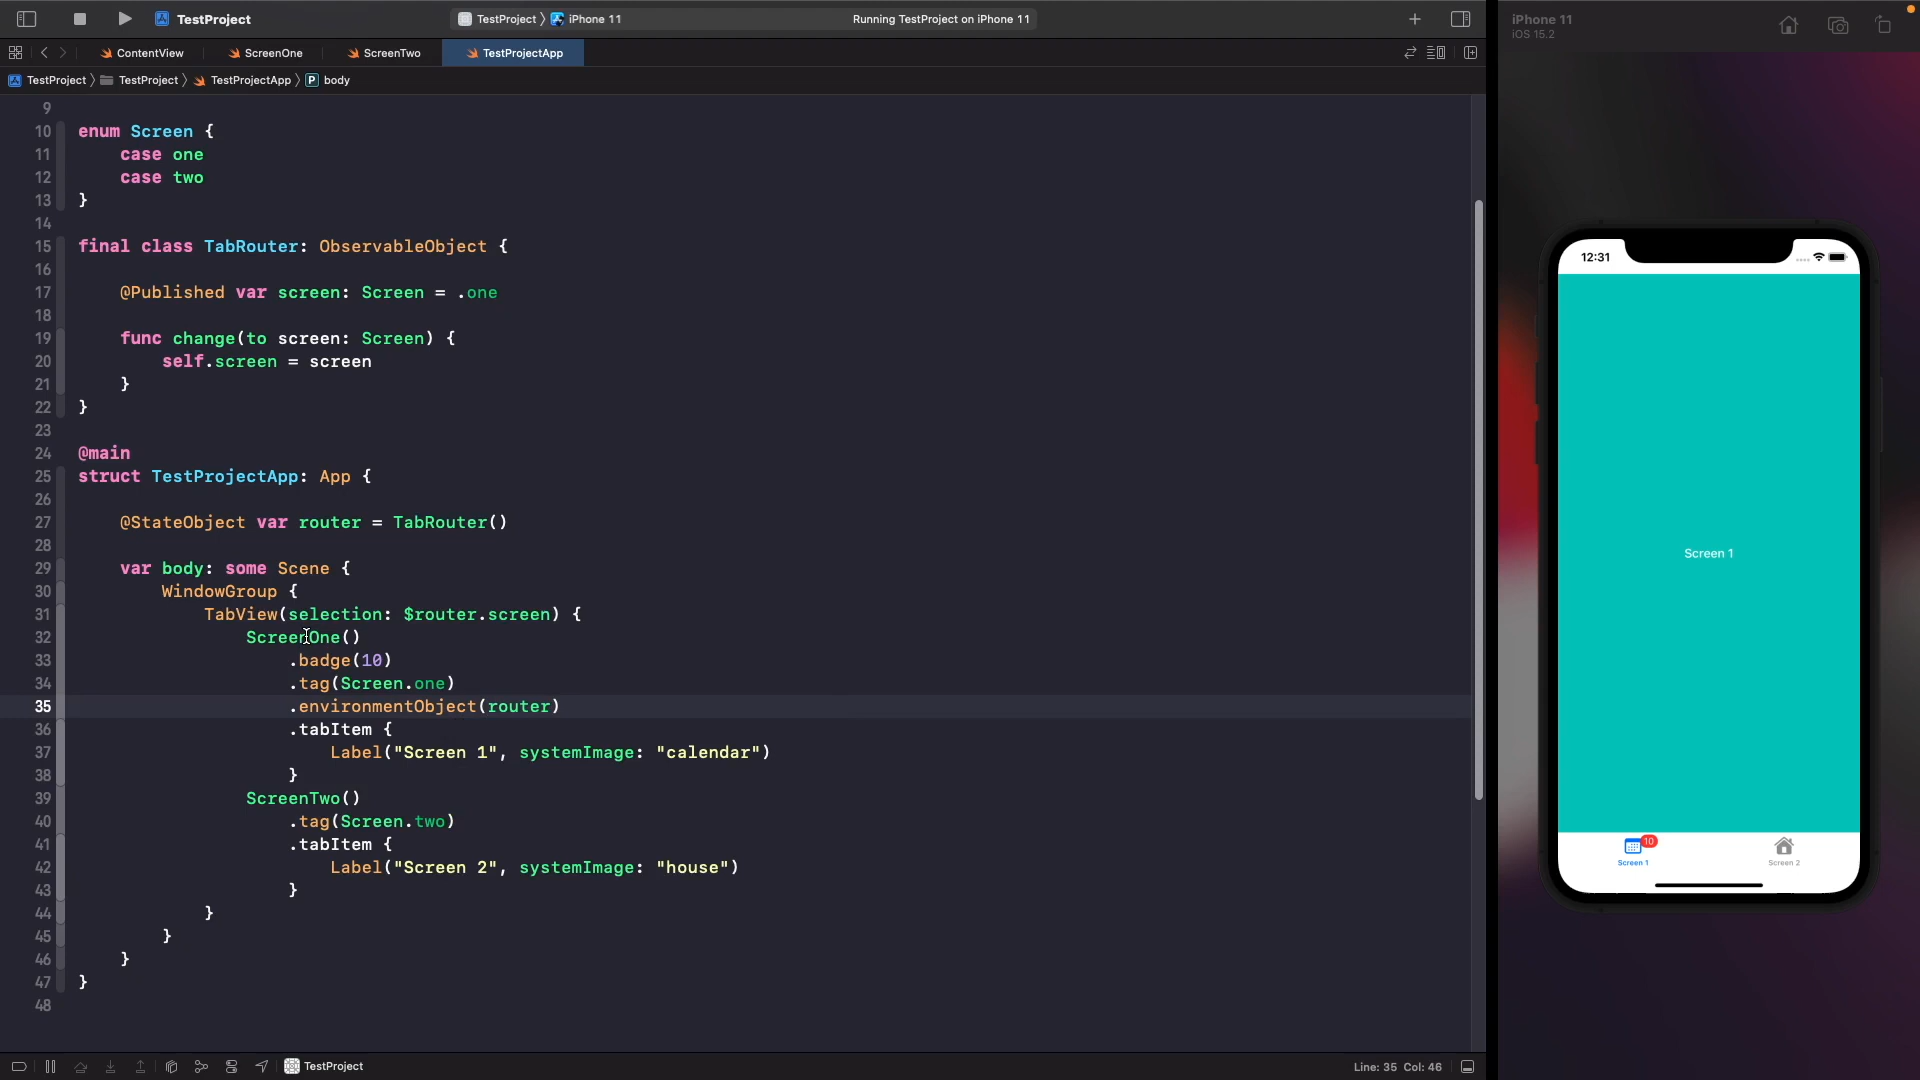 TestProject
TestProject 〉 iPhone 11
Running TestProject on iPhone 11
ContentView
ScreenOne
ScreenTwo
TestProjectApp
TestProject 〉 TestProject 〉 TestProjectApp 〉 P body
9
10 enum Screen {
11 case one
12 case two
13 }
14
15 final class TabRouter: ObservableObject {
16
17 @Published var screen: Screen = .one
18
19 func change(to screen: Screen) {
20 self.screen = screen
21 }
22 }
23
24 @main
25 struct TestProjectApp: App {
26
27 @StateObject var router = TabRouter()
28
29 var body: some Scene {
30 WindowGroup {
31 TabView(selection: $router.screen) {
32 ScreenOne()
33 .badge(10)
34 .tag(Screen.one)
35 .environmentObject(router)
36 .tabItem {
37 Label("Screen 1", systemImage: "calendar")
38 }
39 ScreenTwo()
40 .tag(Screen.two)
41 .tabItem {
42 Label("Screen 2", systemImage: "house")
43 }
44 }
45 }
46 }
47 }
48
TestProject
Line: 35 Col: 46
iPhone 11
iOS 15.2
12:31
Screen 1
10
Screen 1
Screen 2